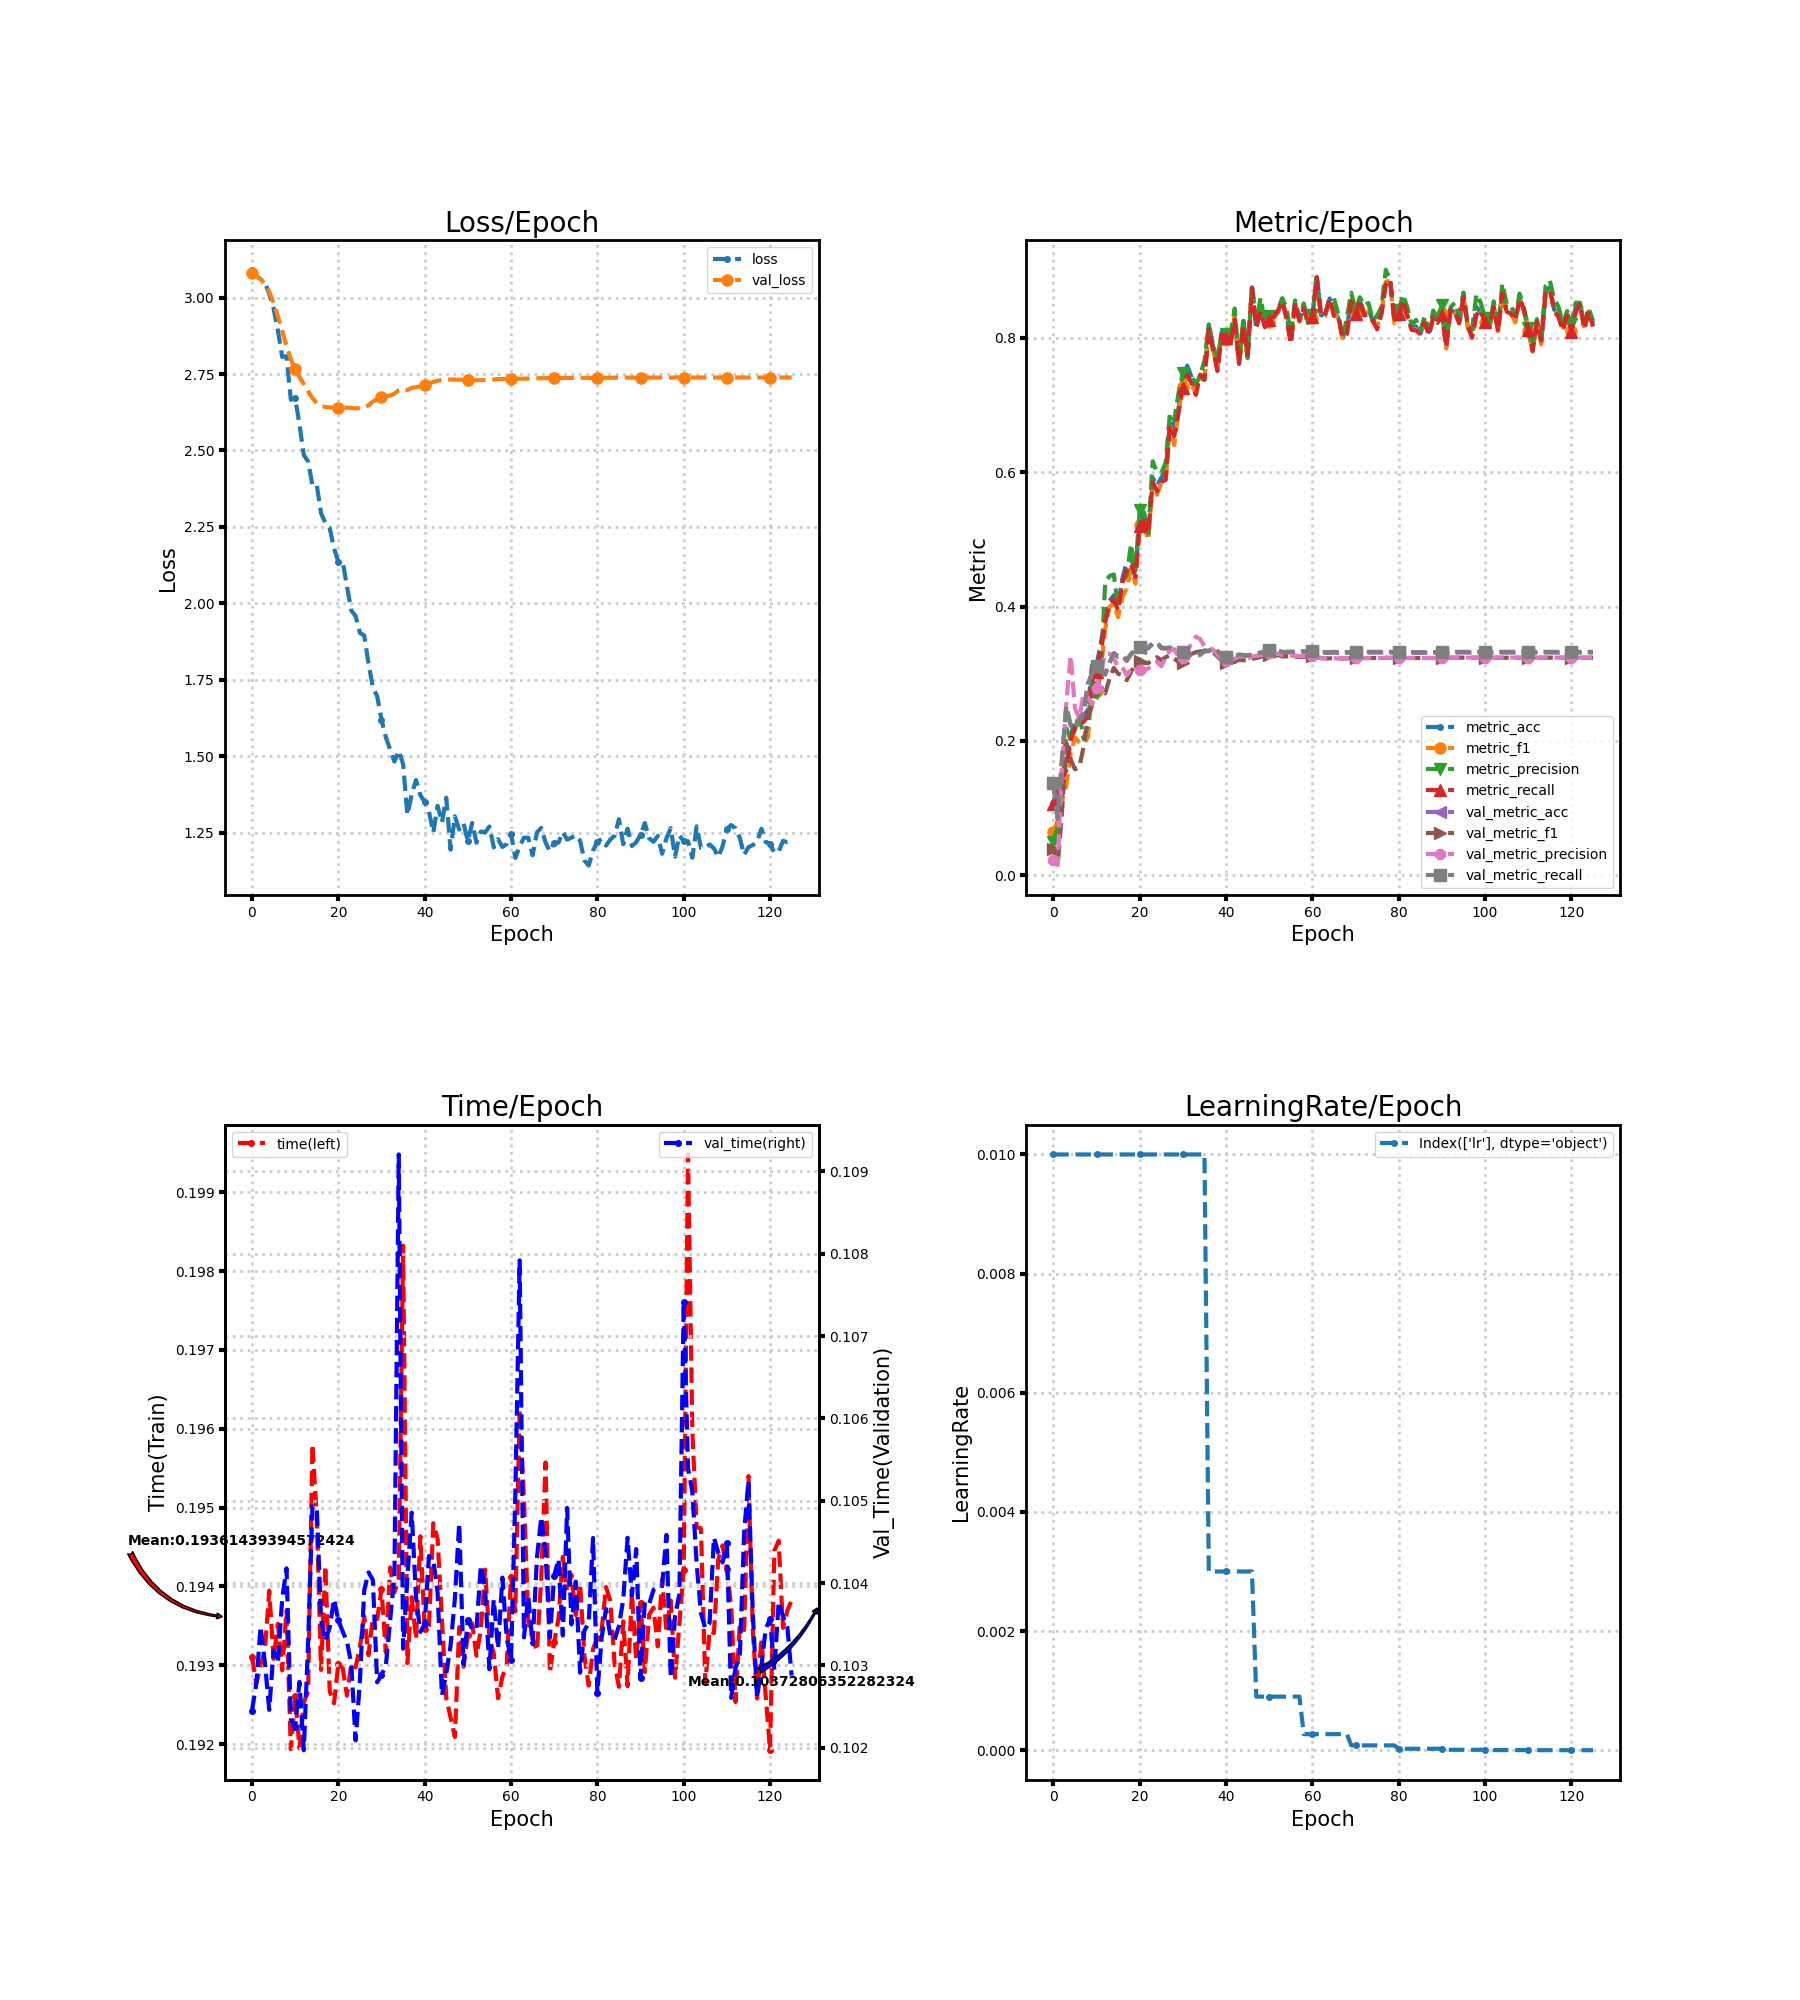 Loss/Epoch
loss
val_loss
3.00
2.75
2.50
2.25
2.00
1.75
1.50
1.25
Loss
0 20 40 60 80 100 120
Epoch
Metric/Epoch
0.8
0.6
0.4
0.2
0.0
Metric
metric_acc
metric_f1
metric_precision
metric_recall
val_metric_acc
val_metric_f1
val_metric_precision
val_metric_recall
0 20 40 60 80 100 120
Epoch
Time/Epoch
time(left)
val_time(right)
0.199
0.198
0.197
0.196
0.195
0.194
0.193
0.192
Time(Train)
Mean:0.19361439394572424
0.109
0.108
0.107
0.106
0.105
0.104
0.103
0.102
Val_Time(Validation)
Mean:0.10372806352282324
0 20 40 60 80 100 120
Epoch
LearningRate/Epoch
Index(['lr'], dtype='object')
0.010
0.008
0.006
0.004
0.002
0.000
LearningRate
0 20 40 60 80 100 120
Epoch